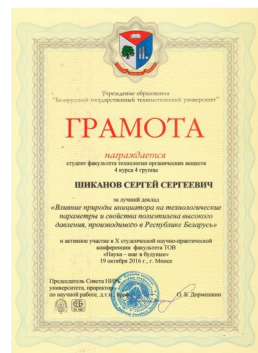 Учреждение образования
"Белорусский государственный технологический университет"
ГРАМОТА
награждается
студент факультета технологии органических веществ
4 курса 4 группы
ШИКАНОВ СЕРГЕЙ СЕРГЕЕВИЧ
за лучший доклад
«Влияние природы инициатора на технологические
параметры и свойства полиэтилена высокого
давления, производимого в Республике Беларусь»
и активное участие в X студенческой научно-практической
конференции факультета ТОВ
«Наука – шаг в будущее»
19 октября 2016 г., г. Минск
Председатель Совета НИРС
университета, проректор
по научной работе, д.т.н., проф. О. Б. Дормешкин